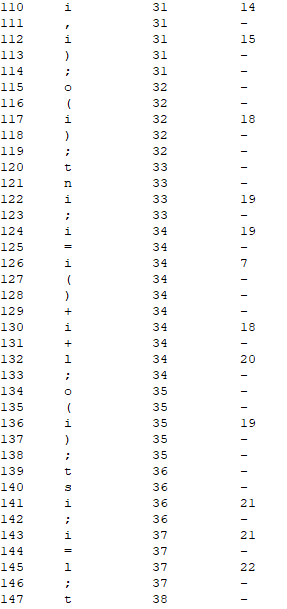 110 i 31 14
111 , 31 -
112 i 31 15
113 ) 31 -
114 ; 31 -
115 o 32 -
116 ( 32 -
117 i 32 18
118 ) 32 -
119 ; 32 -
120 t 33 -
121 n 33 -
122 i 33 19
123 ; 33 -
124 i 34 19
125 = 34 -
126 i 34 7
127 ( 34 -
128 ) 34 -
129 + 34 -
130 i 34 18
131 + 34 -
132 l 34 20
133 ; 34 -
134 o 35 -
135 ( 35 -
136 i 35 19
137 ) 35 -
138 ; 35 -
139 t 36 -
140 s 36 -
141 i 36 21
142 ; 36 -
143 i 37 21
144 = 37 -
145 l 37 22
146 ; 37 -
147 t 38 -